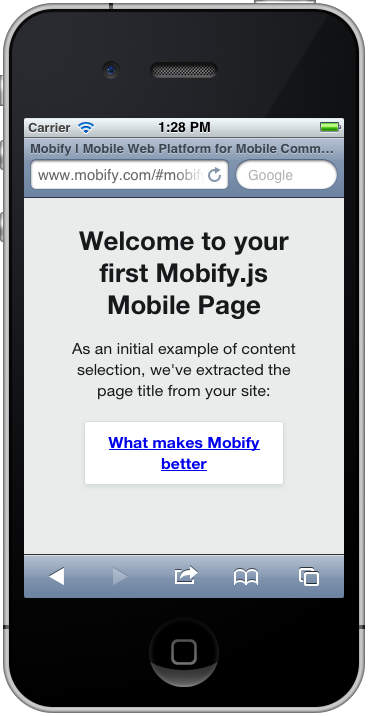 Carrier 1:28 PM
Mobify | Mobile Web Platform for Mobile Comm...
www.mobify.com/#mobify Google
Welcome to your
first Mobify.js
Mobile Page
As an initial example of content
selection, we've extracted the
page title from your site:
What makes Mobify
better